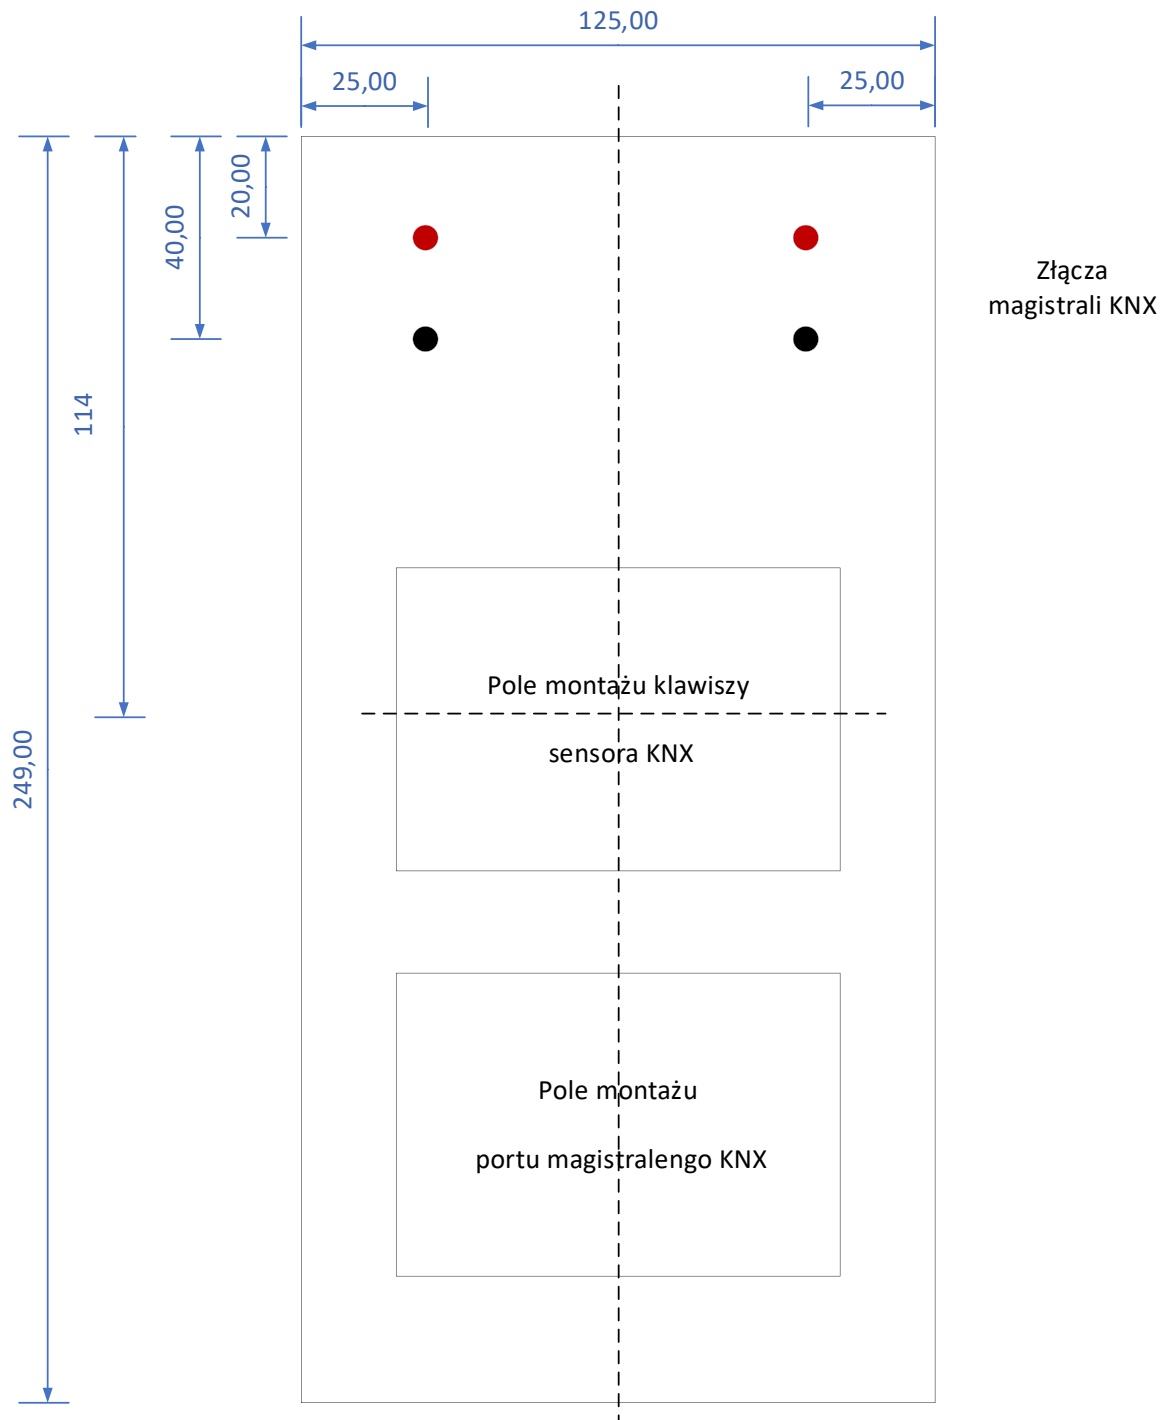 125,00
25,00
25,00
20,00
40,00
114
249,00
Złącza
magistrali KNX
Pole montażu klawiszy
sensora KNX
Pole montażu
portu magistralengo KNX